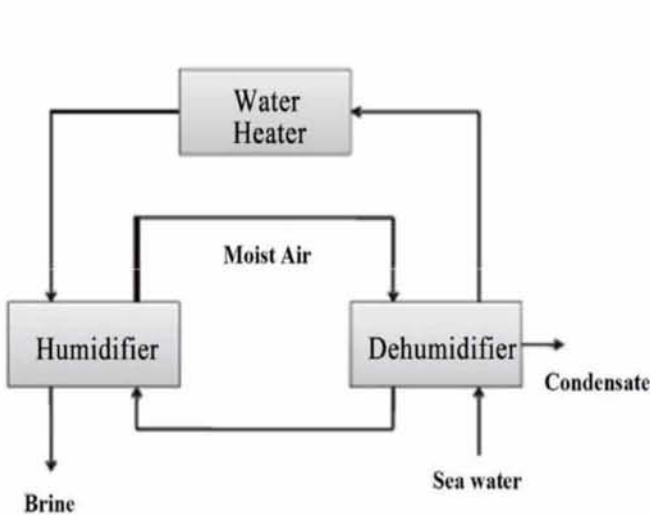 Water
Heater
Moist Air
Humidifier
Dehumidifier
Condensate
Sea water
Brine